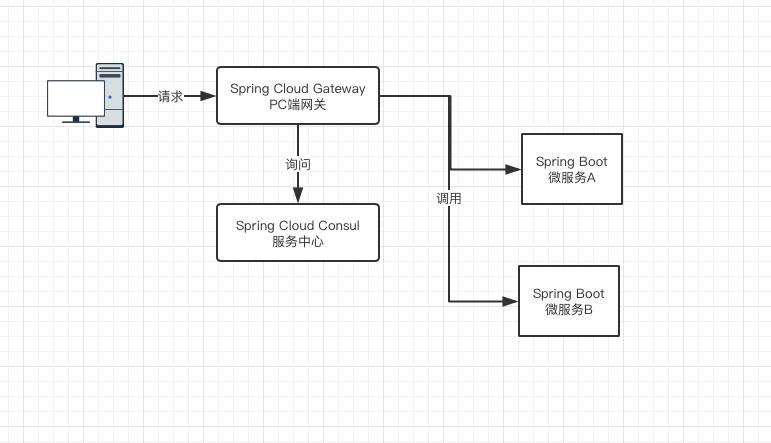 请求
Spring Cloud Gateway
PC端网关
询问
Spring Cloud Consul
服务中心
调用
Spring Boot
微服务A
Spring Boot
微服务B